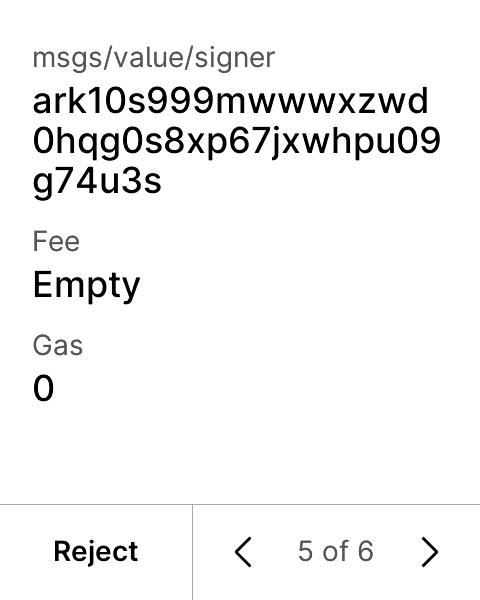 msgs/value/signer
ark10s999mwwwxzwd
0hqg0s8xp67jxwhpu09
g74u3s
Fee
Empty
Gas
0
Reject
5 of 6